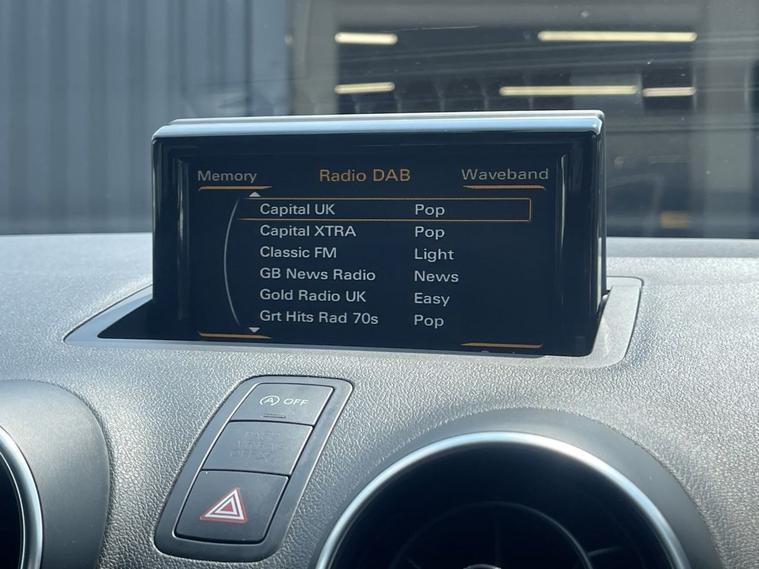 Memory Radio DAB Waveband
Capital UK Pop
Capital XTRA Pop
Classic FM Light
GB News Radio News
Gold Radio UK Easy
Grt Hits Rad 70s Pop
A OFF